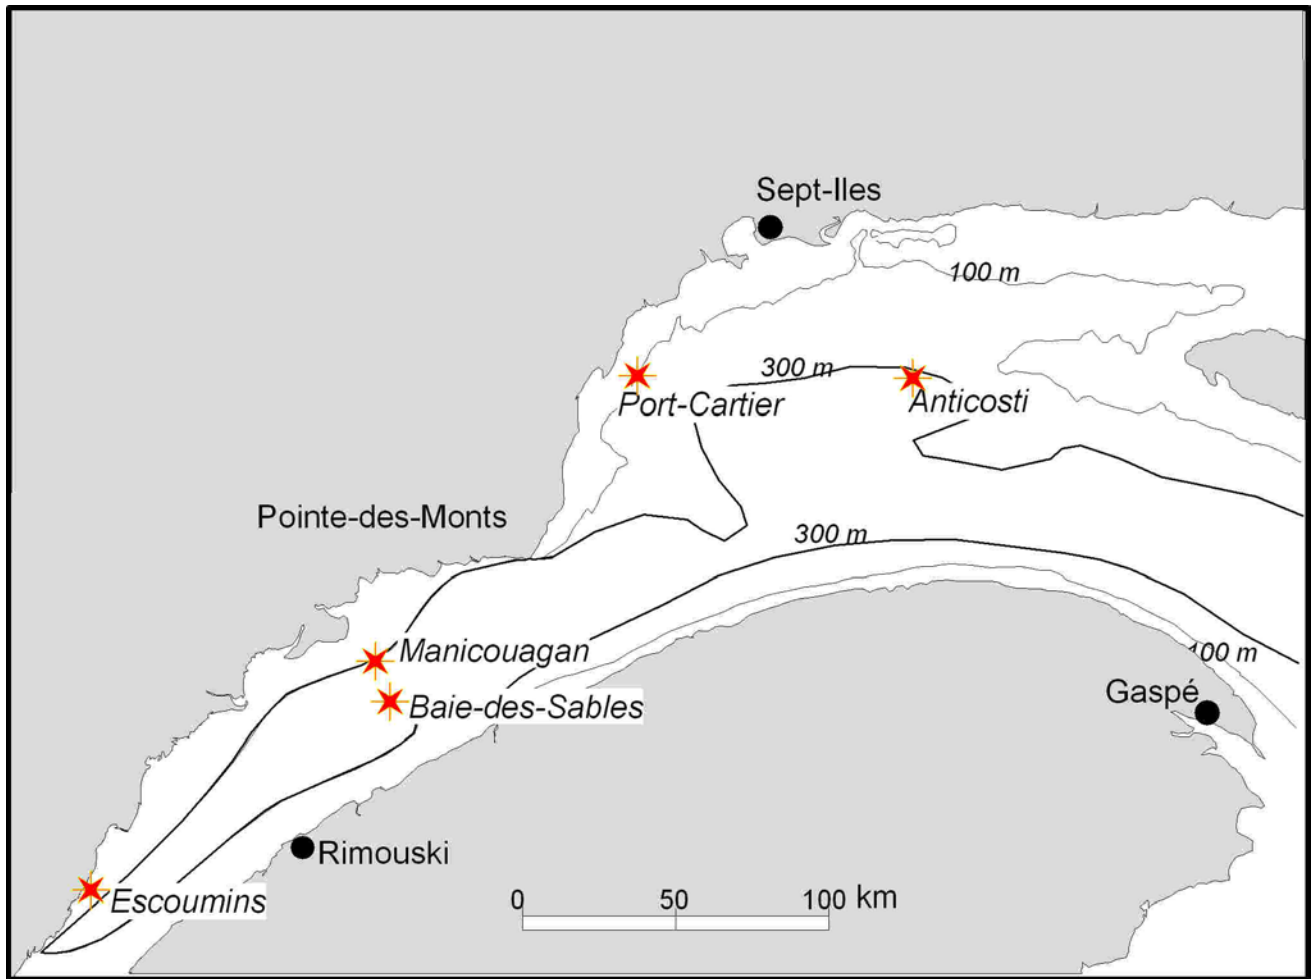 Sept-Iles
100 m
300 m
Port-Cartier
Anticosti
Pointe-des-Monts
300 m
Manicouagan
100 m
Gaspé
Baie-des-Sables
Rimouski
Escoumins
0 50 100 km